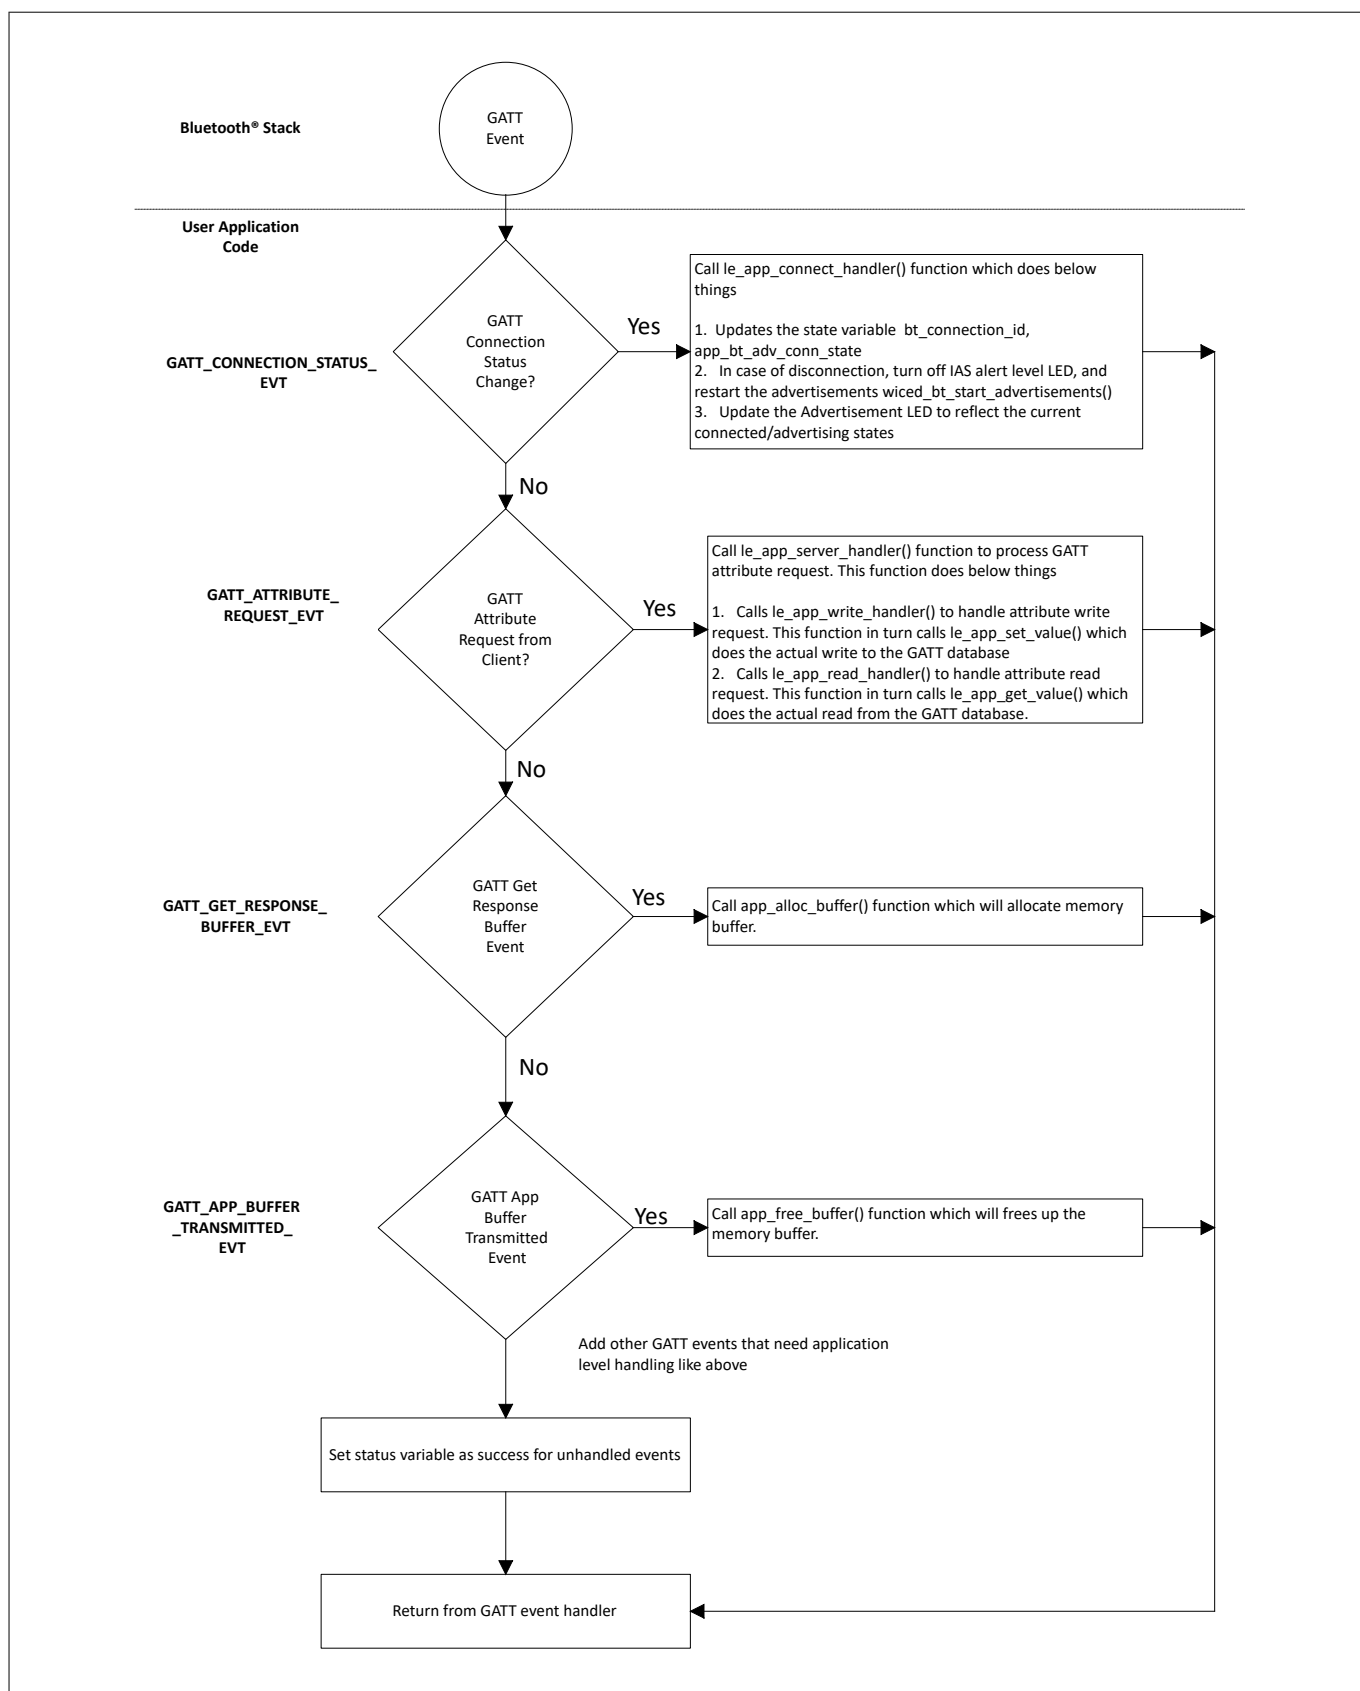 Bluetooth® Stack
GATT
Event
User Application
Code
GATT_CONNECTION_STATUS_
EVT
GATT
Connection
Status
Change?
Yes
Call le_app_connect_handler() function which does below
things
1. Updates the state variable bt_connection_id,
app_bt_adv_conn_state
2. In case of disconnection, turn off IAS alert level LED, and
restart the advertisements wiced_bt_start_advertisements()
3. Update the Advertisement LED to reflect the current
connected/advertising states
No
GATT_ATTRIBUTE_
REQUEST_EVT
GATT
Attribute
Request from
Client?
Yes
Call le_app_server_handler() function to process GATT
attribute request. This function does below things
1. Calls le_app_write_handler() to handle attribute write
request. This function in turn calls le_app_set_value() which
does the actual write to the GATT database
2. Calls le_app_read_handler() to handle attribute read
request. This function in turn calls le_app_get_value() which
does the actual read from the GATT database.
No
GATT_GET_RESPONSE_
BUFFER_EVT
GATT Get
Response
Buffer
Event
Yes
Call app_alloc_buffer() function which will allocate memory
buffer.
No
GATT_APP_BUFFER
_TRANSMITTED_
EVT
GATT App
Buffer
Transmitted
Event
Yes
Call app_free_buffer() function which will frees up the
memory buffer.
Add other GATT events that need application
level handling like above
Set status variable as success for unhandled events
Return from GATT event handler